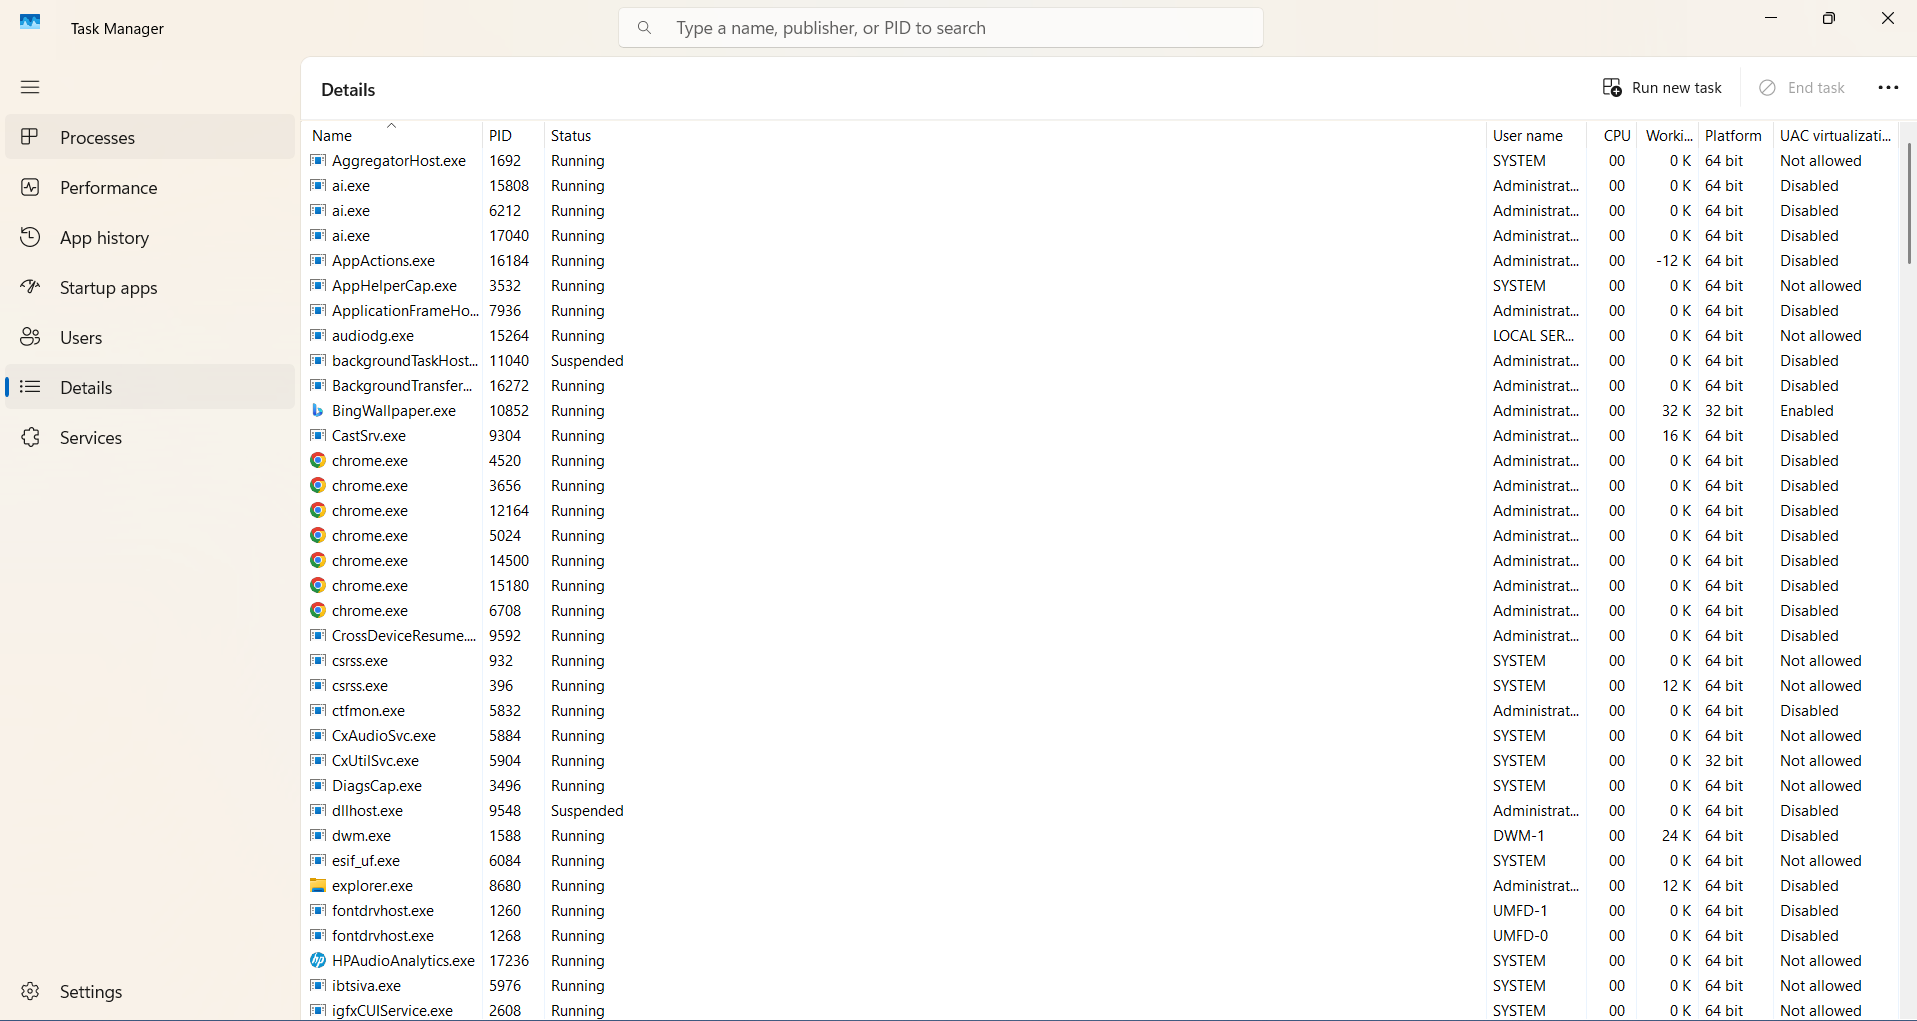 Task Manager
Type a name, publisher, or PID to search
Processes
Performance
App history
Startup apps
Users
Details
Services
Settings
Details
Run new task
End task
Name PID Status User name CPU Worki... Platform UAC virtualizati...
AggregatorHost.exe 1692 Running SYSTEM 00 0 K 64 bit Not allowed
ai.exe 15808 Running Administrat... 00 0 K 64 bit Disabled
ai.exe 6212 Running Administrat... 00 0 K 64 bit Disabled
ai.exe 17040 Running Administrat... 00 0 K 64 bit Disabled
AppActions.exe 16184 Running Administrat... 00 -12 K 64 bit Disabled
AppHelperCap.exe 3532 Running SYSTEM 00 0 K 64 bit Not allowed
ApplicationFrameHo... 7936 Running Administrat... 00 0 K 64 bit Disabled
audiodg.exe 15264 Running LOCAL SER... 00 0 K 64 bit Not allowed
backgroundTaskHost... 11040 Suspended Administrat... 00 0 K 64 bit Disabled
BackgroundTransfer... 16272 Running Administrat... 00 0 K 64 bit Disabled
BingWallpaper.exe 10852 Running Administrat... 00 32 K 32 bit Enabled
CastSrv.exe 9304 Running Administrat... 00 16 K 64 bit Disabled
chrome.exe 4520 Running Administrat... 00 0 K 64 bit Disabled
chrome.exe 3656 Running Administrat... 00 0 K 64 bit Disabled
chrome.exe 12164 Running Administrat... 00 0 K 64 bit Disabled
chrome.exe 5024 Running Administrat... 00 0 K 64 bit Disabled
chrome.exe 14500 Running Administrat... 00 0 K 64 bit Disabled
chrome.exe 15180 Running Administrat... 00 0 K 64 bit Disabled
chrome.exe 6708 Running Administrat... 00 0 K 64 bit Disabled
CrossDeviceResume.... 9592 Running Administrat... 00 0 K 64 bit Disabled
csrss.exe 932 Running SYSTEM 00 0 K 64 bit Not allowed
csrss.exe 396 Running SYSTEM 00 12 K 64 bit Not allowed
ctfmon.exe 5832 Running Administrat... 00 0 K 64 bit Disabled
CxAudioSvc.exe 5884 Running SYSTEM 00 0 K 64 bit Not allowed
CxUtilSvc.exe 5904 Running SYSTEM 00 0 K 32 bit Not allowed
DiagsCap.exe 3496 Running SYSTEM 00 0 K 64 bit Not allowed
dllhost.exe 9548 Suspended Administrat... 00 0 K 64 bit Disabled
dwm.exe 1588 Running DWM-1 00 24 K 64 bit Disabled
esif_uf.exe 6084 Running SYSTEM 00 0 K 64 bit Not allowed
explorer.exe 8680 Running Administrat... 00 12 K 64 bit Disabled
fontdrvhost.exe 1260 Running UMFD-1 00 0 K 64 bit Disabled
fontdrvhost.exe 1268 Running UMFD-0 00 0 K 64 bit Disabled
HPAudioAnalytics.exe 17236 Running SYSTEM 00 0 K 64 bit Not allowed
ibtsiva.exe 5976 Running SYSTEM 00 0 K 64 bit Not allowed
igfxCUIService.exe 2608 Running SYSTEM 00 0 K 64 bit Not allowed